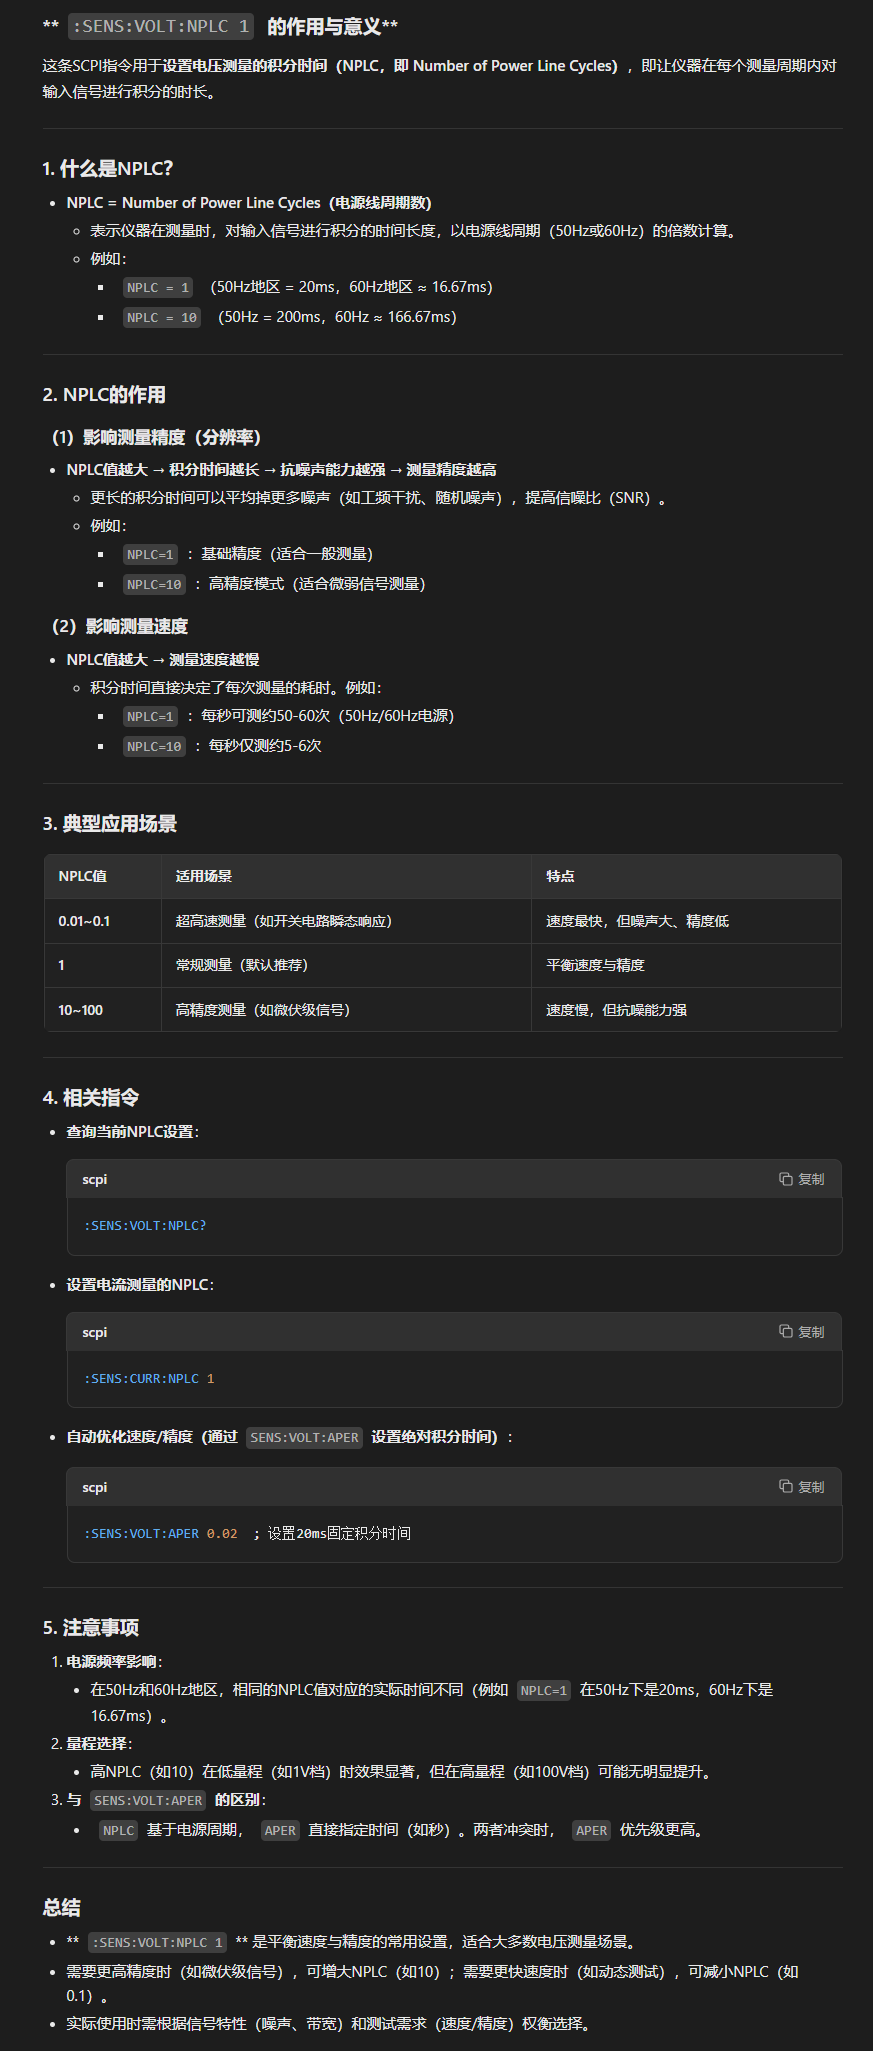 ** :SENS:VOLT:NPLC 1 的作用与意义**
这条SCPI指令用于设置电压测量的积分时间（NPLC，即 Number of Power Line Cycles），即让仪器在每个测量周期内对
输入信号进行积分的时长。
1. 什么是NPLC？
• NPLC = Number of Power Line Cycles（电源线周期数）
◦ 表示仪器在测量时，对输入信号进行积分的时间长度，以电源线周期（50Hz或60Hz）的倍数计算。
◦ 例如：
▪ NPLC = 1 （50Hz地区 = 20ms，60Hz地区 ≈ 16.67ms）
▪ NPLC = 10 （50Hz = 200ms，60Hz ≈ 166.67ms）
2. NPLC的作用
（1）影响测量精度（分辨率）
• NPLC值越大 → 积分时间越长 → 抗噪声能力越强 → 测量精度越高
◦ 更长的积分时间可以平均掉更多噪声（如工频干扰、随机噪声），提高信噪比（SNR）。
◦ 例如：
▪ NPLC=1 ：基础精度（适合一般测量）
▪ NPLC=10 ：高精度模式（适合微弱信号测量）
（2）影响测量速度
• NPLC值越大 → 测量速度越慢
◦ 积分时间直接决定了每次测量的耗时。例如：
▪ NPLC=1 ：每秒可测约50-60次（50Hz/60Hz电源）
▪ NPLC=10 ：每秒仅测约5-6次
3. 典型应用场景
NPLC值 适用场景 特点
0.01~0.1 超高速测量（如开关电路瞬态响应） 速度最快，但噪声大、精度低
1 常规测量（默认推荐） 平衡速度与精度
10~100 高精度测量（如微伏级信号） 速度慢，但抗噪能力强
4. 相关指令
• 查询当前NPLC设置：
scpi 复制
:SENS:VOLT:NPLC?
• 设置电流测量的NPLC：
scpi 复制
:SENS:CURR:NPLC 1
• 自动优化速度/精度（通过 SENS:VOLT:APER 设置绝对积分时间）：
scpi 复制
:SENS:VOLT:APER 0.02 ; 设置20ms固定积分时间
5. 注意事项
1. 电源频率影响：
• 在50Hz和60Hz地区，相同的NPLC值对应的实际时间不同（例如 NPLC=1 在50Hz下是20ms，60Hz下是
16.67ms）。
2. 量程选择：
• 高NPLC（如10）在低量程（如1V档）时效果显著，但在高量程（如100V档）可能无明显提升。
3. 与 SENS:VOLT:APER 的区别：
• NPLC 基于电源周期， APER 直接指定时间（如秒）。两者冲突时， APER 优先级更高。
总结
• ** :SENS:VOLT:NPLC 1 ** 是平衡速度与精度的常用设置，适合大多数电压测量场景。
• 需要更高精度时（如微伏级信号），可增大NPLC（如10）；需要更快速度时（如动态测试），可减小NPLC（如
0.1）。
• 实际使用时需根据信号特性（噪声、带宽）和测试需求（速度/精度）权衡选择。